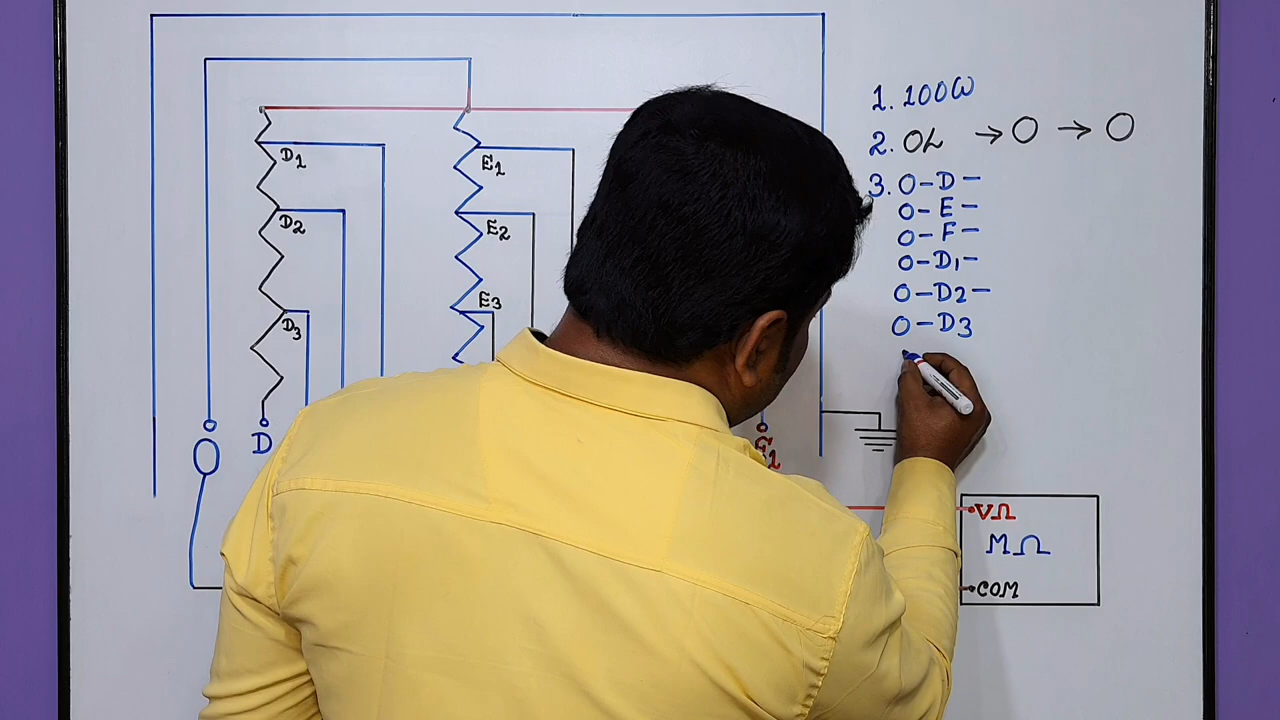 1. 100W
2. OL → O → O
3. O-D-
O-E-
O-F-
O-D1-
O-D2-
O-D3
D1
E1
D2
E2
D3
E3
O
D
VΩ
MΩ
COM